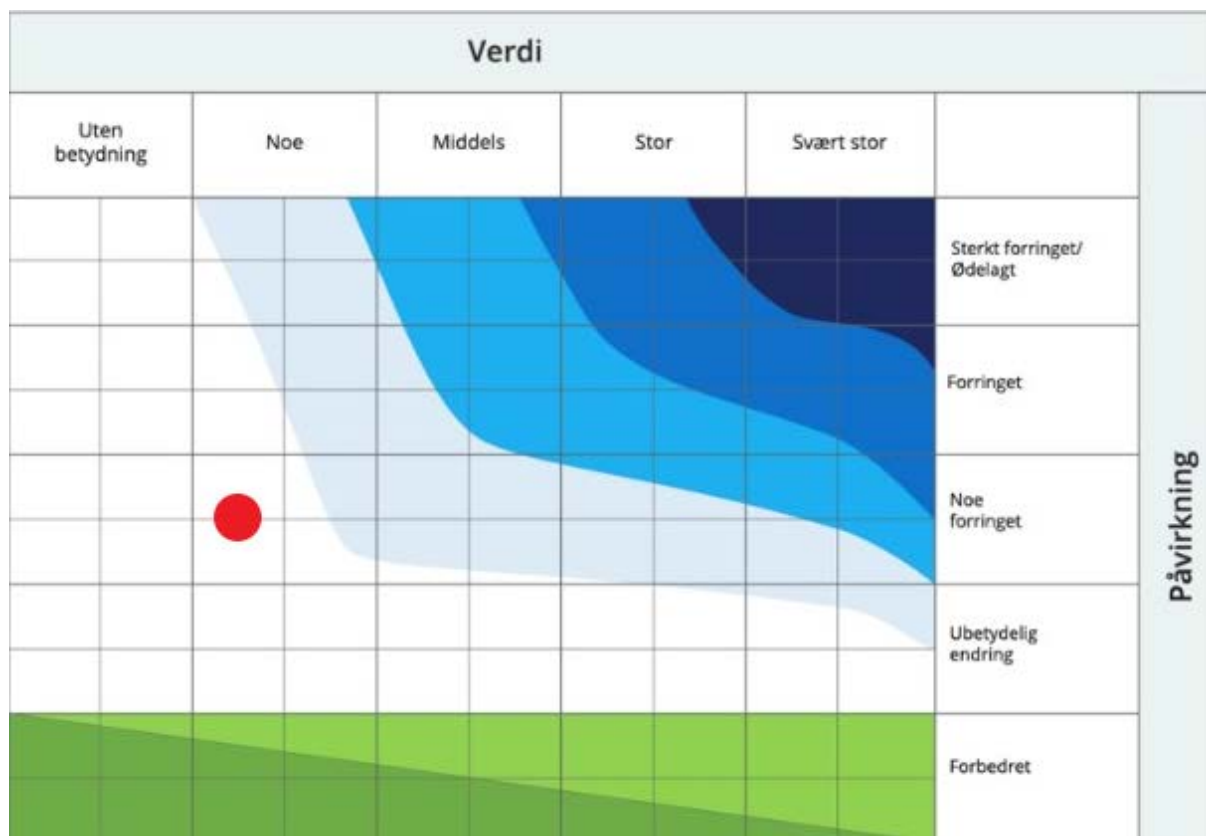 Verdi
Uten
betydning
Noe
Middels
Stor
Svært stor
Sterkt forringet/
Ødelagt
Forringet
Noe
forringet
Ubetydelig
endring
Forbedret
Påvirkning